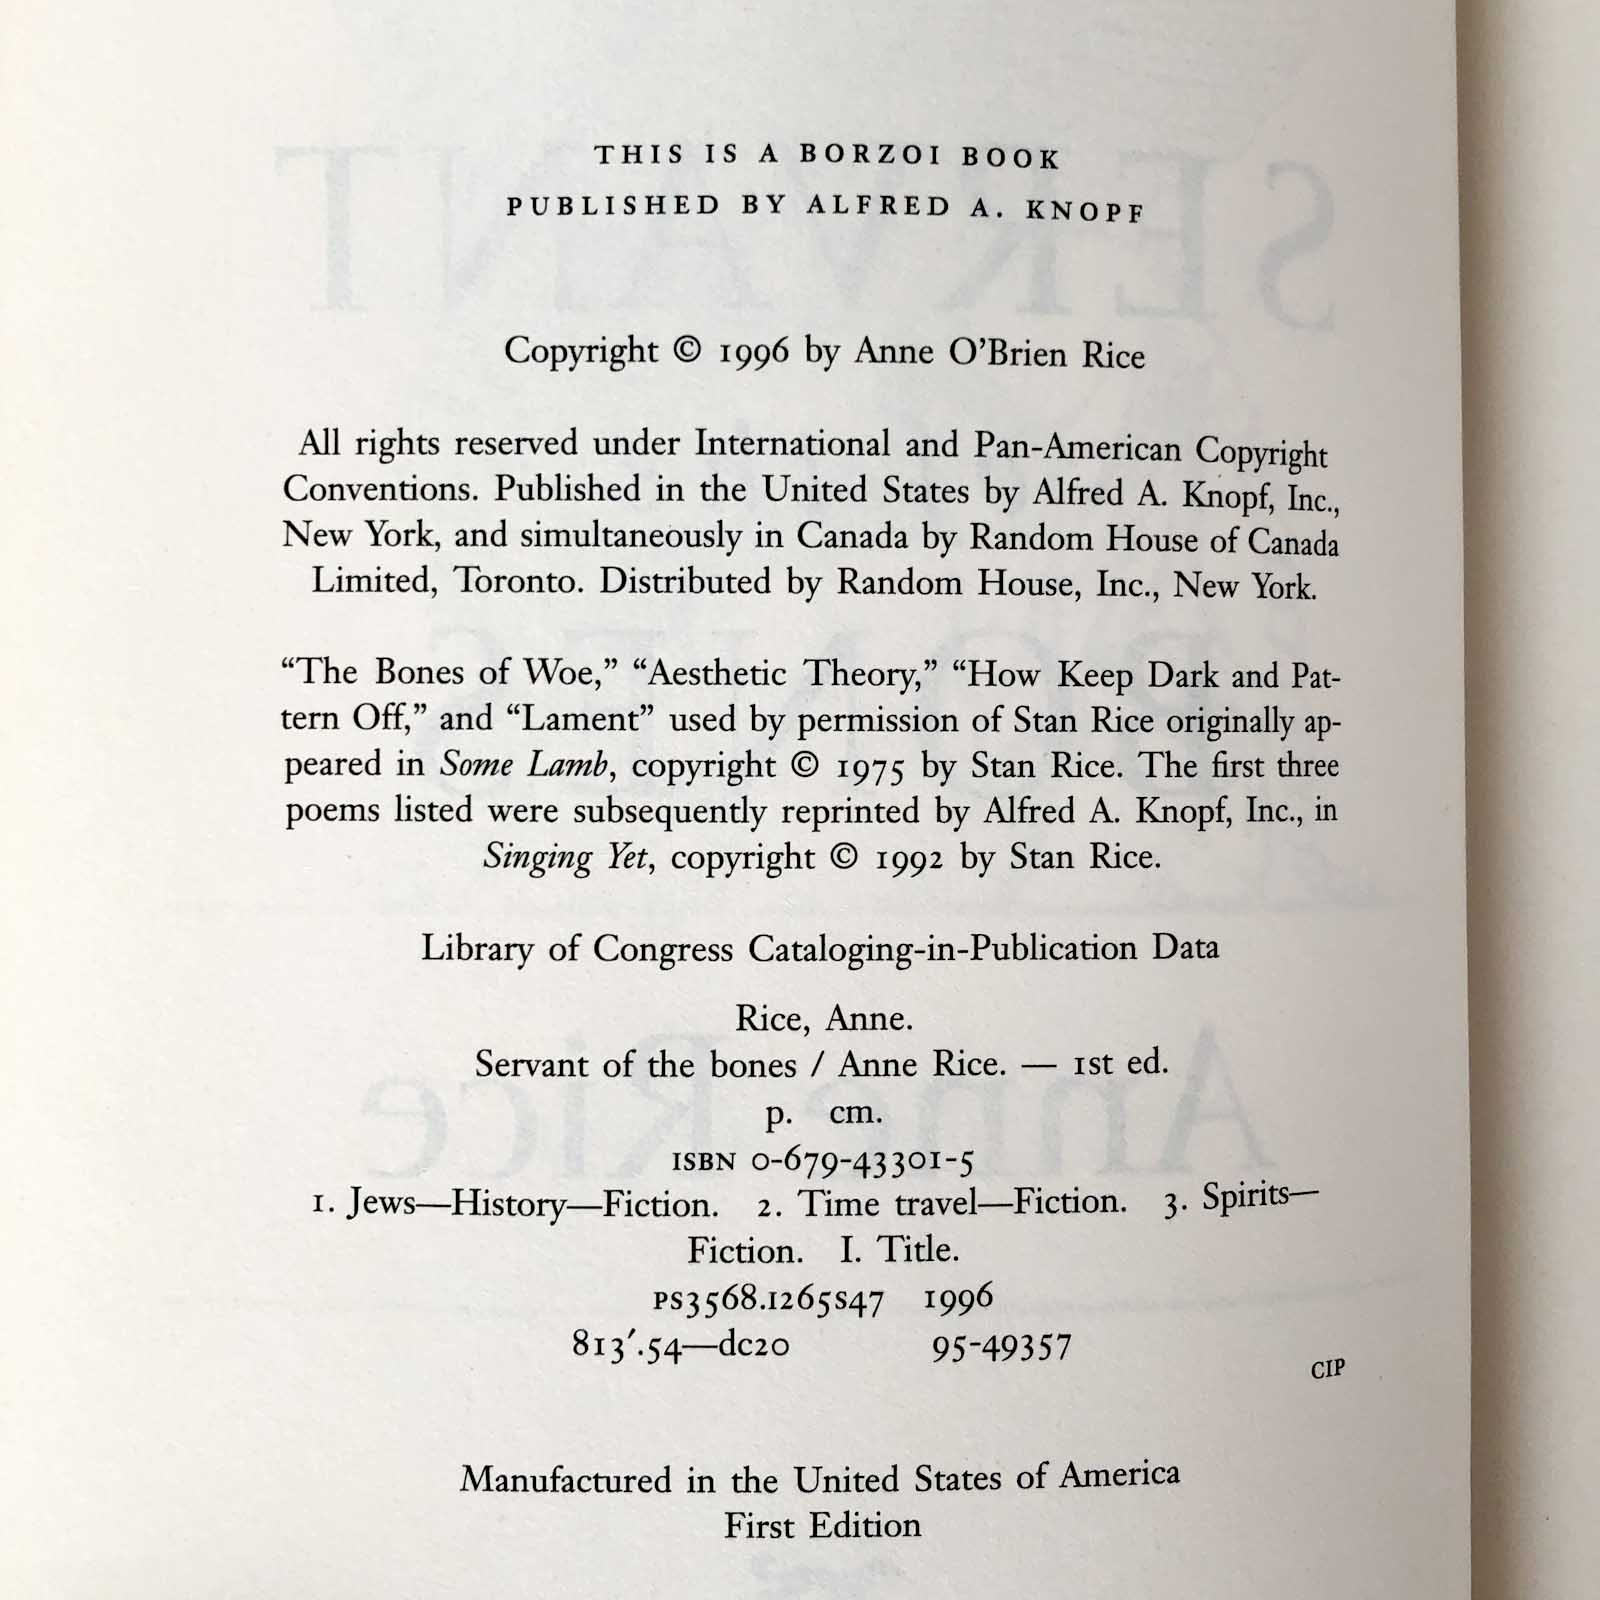 THIS IS A BORZOI BOOK
PUBLISHED BY ALFRED A. KNOPF
Copyright © 1996 by Anne O'Brien Rice
All rights reserved under International and Pan-American Copyright
Conventions. Published in the United States by Alfred A. Knopf, Inc.,
New York, and simultaneously in Canada by Random House of Canada
Limited, Toronto. Distributed by Random House, Inc., New York.
“The Bones of Woe,” “Aesthetic Theory,” “How Keep Dark and Pat-
tern Off,” and “Lament” used by permission of Stan Rice originally ap-
peared in Some Lamb, copyright © 1975 by Stan Rice. The first three
poems listed were subsequently reprinted by Alfred A. Knopf, Inc., in
Singing Yet, copyright © 1992 by Stan Rice.
Library of Congress Cataloging-in-Publication Data
Rice, Anne.
Servant of the bones / Anne Rice. — 1st ed.
p. cm.
ISBN 0-679-43301-5
1. Jews—History—Fiction. 2. Time travel—Fiction. 3. Spirits—
Fiction. I. Title.
PS3568.I265S47 1996
813′.54—dc20 95-49357
CIP
Manufactured in the United States of America
First Edition